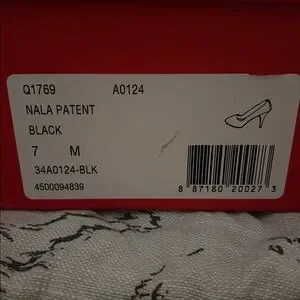 Q1769 A0124
NALA PATENT
BLACK
7 M
34A0124-BLK
4500094839
8 87180 20027 3